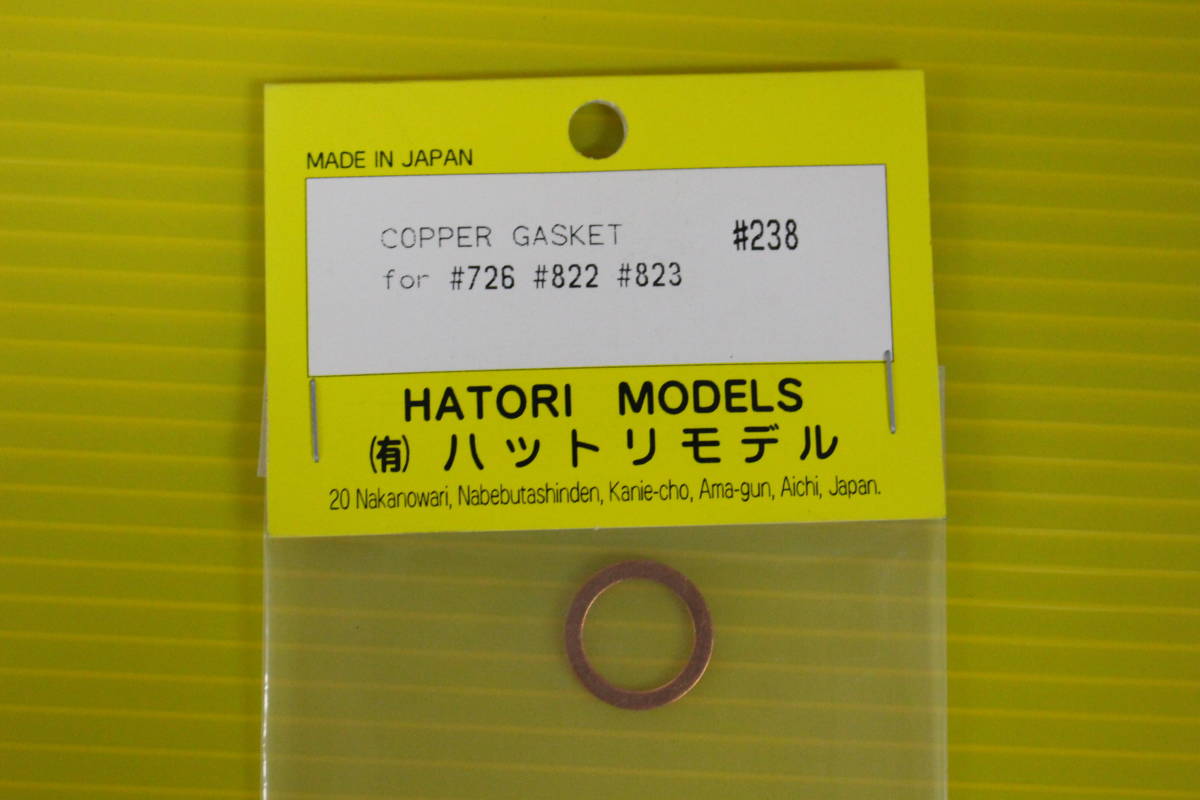 MADE IN JAPAN
COPPER GASKET #238
for #726 #822 #823
HATORI MODELS
(有) ハットリモデル
20 Nakanowari, Nabebutashinden, Kanie-cho, Ama-gun, Aichi, Japan.